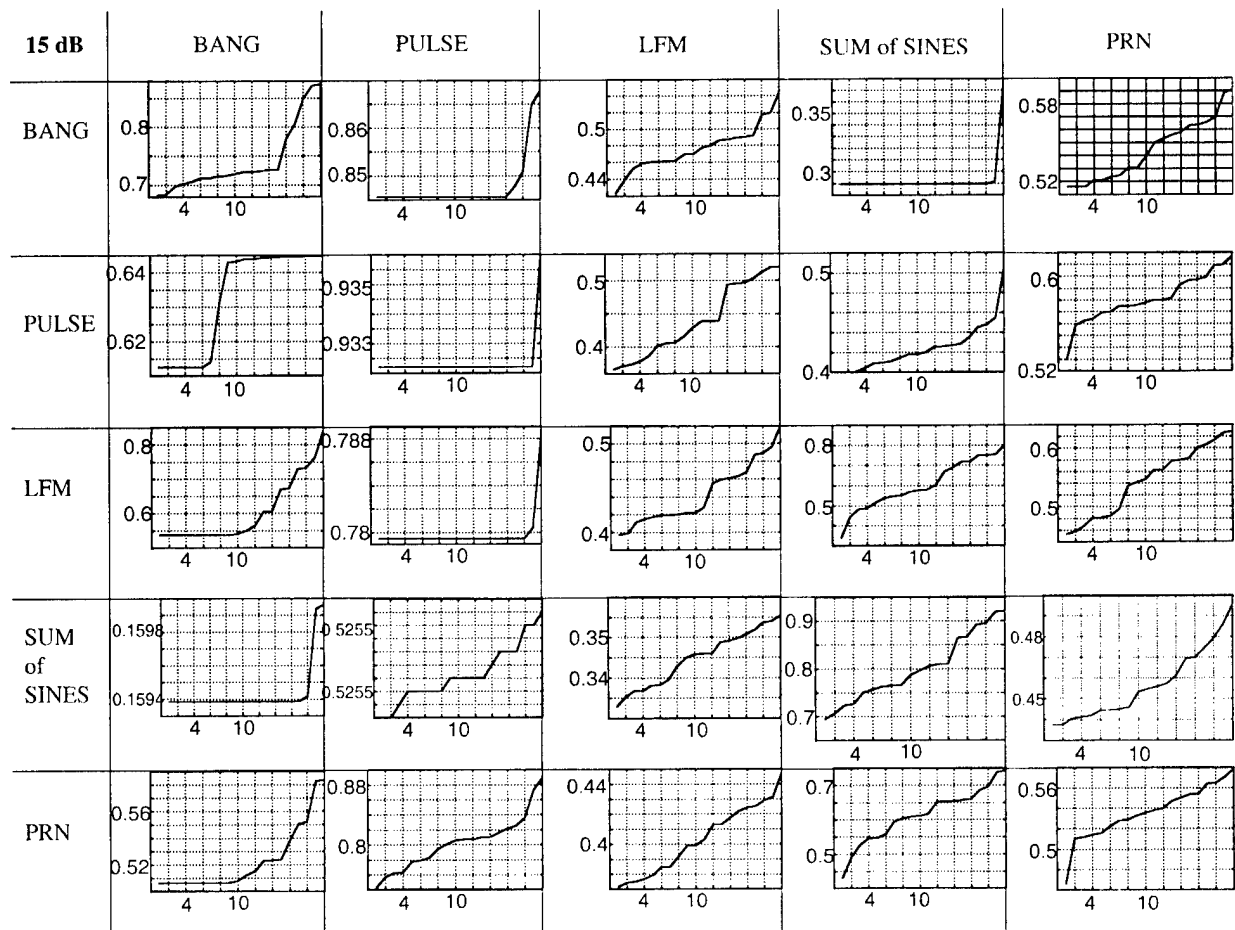 15 dB BANG PULSE LFM SUM of SINES PRN
BANG
0.8 0.7 4 10
0.86 0.85 4 10
0.5 0.44 4 10
0.35 0.3 4 10
0.58 0.52 4 10
PULSE
0.64 0.62 4 10
0.935 0.933 4 10
0.5 0.4 4 10
0.5 0.4 4 10
0.6 0.52 4 10
LFM
0.8 0.6 4 10
0.788 0.78 4 10
0.5 0.4 4 10
0.8 0.5 4 10
0.6 0.5 4 10
SUM
of
SINES
0.1598 0.1594 4 10
0.5255 0.5255 4 10
0.35 0.34 4 10
0.9 0.8 0.7 4 10
0.48 0.45 4 10
PRN
0.56 0.52 4 10
0.88 0.8 4 10
0.44 0.4 4 10
0.7 0.5 4 10
0.56 0.5 4 10